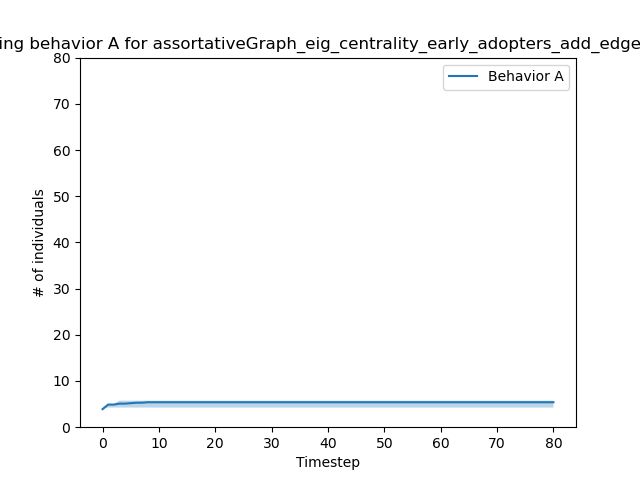 ing behavior A for assortativeGraph_eig_centrality_early_adopters_add_edge
80
70
60
50
40
30
20
10
0
# of individuals
Behavior A
0 10 20 30 40 50 60 70 80
Timestep